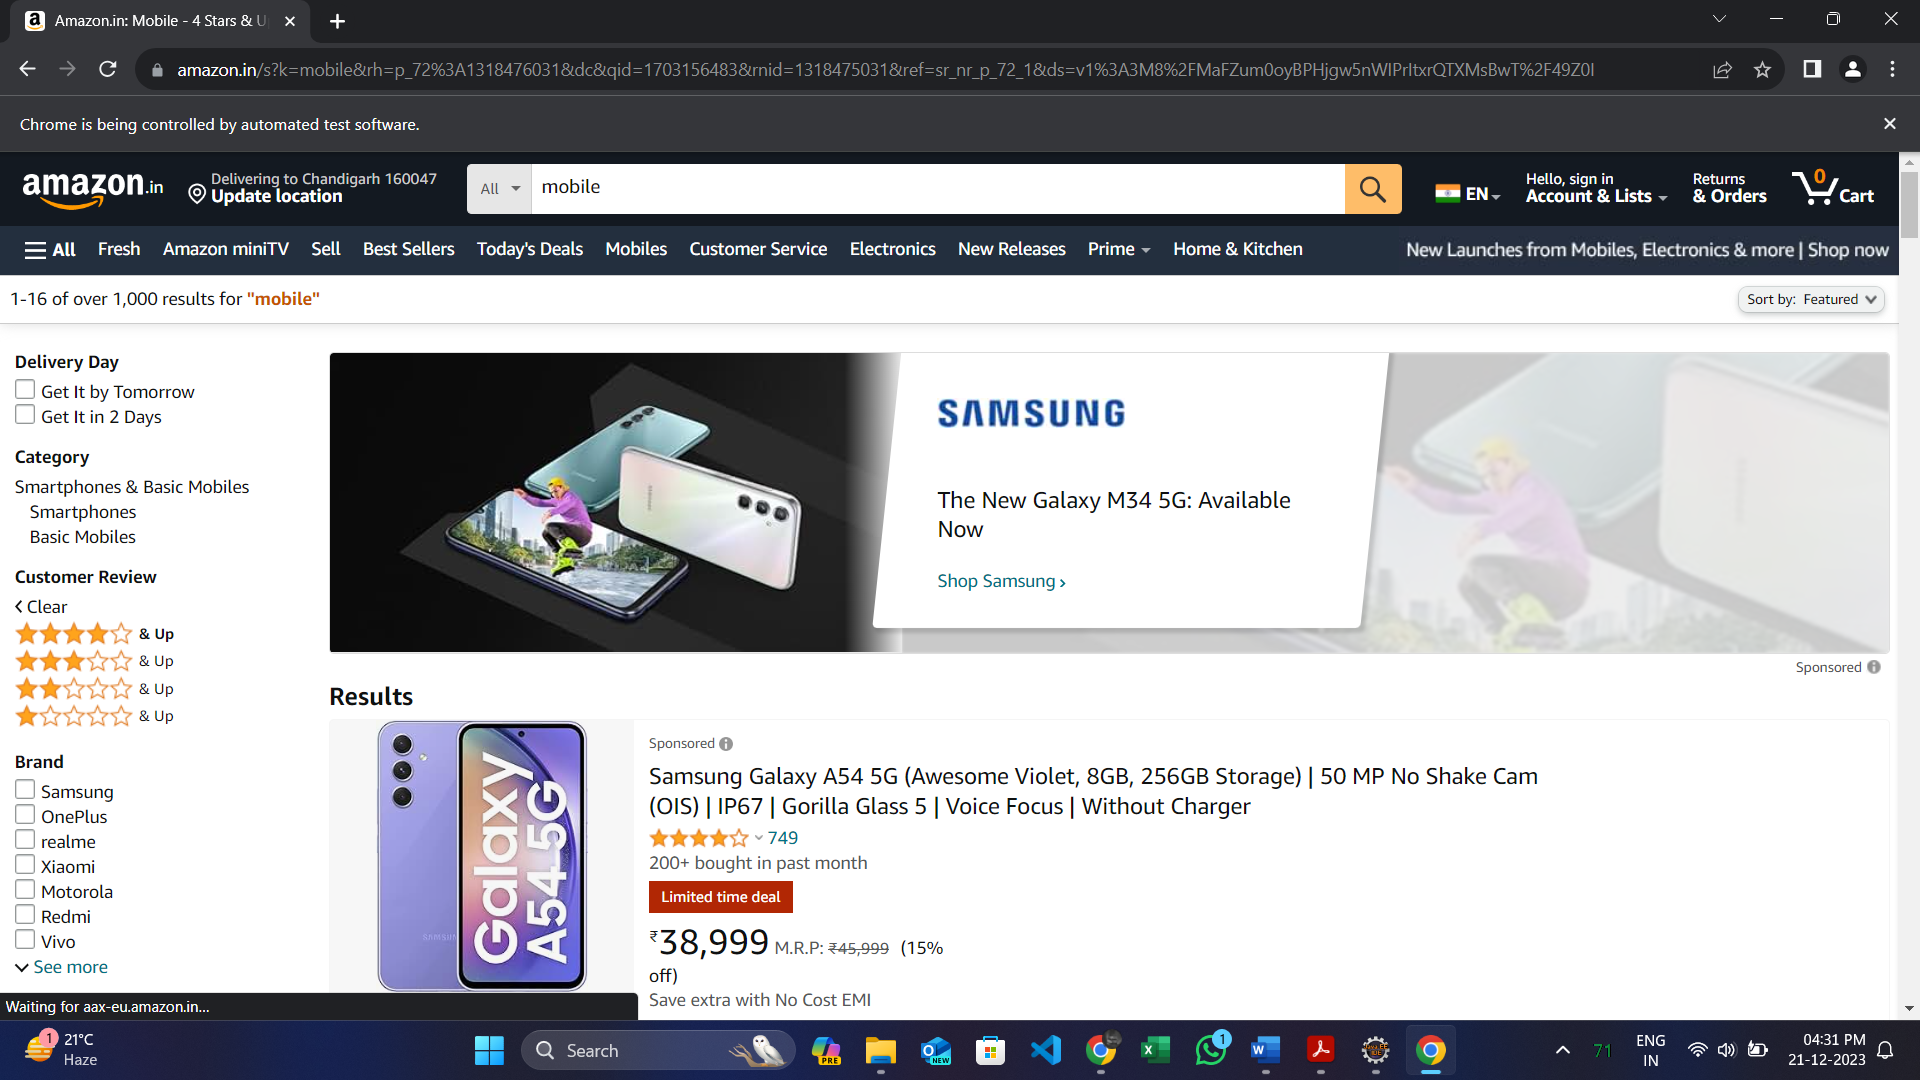 Amazon.in: Mobile - 4 Stars & U
amazon.in/s?k=mobile&rh=p_72%3A1318476031&dc&qid=1703156483&rnid=1318475031&ref=sr_nr_p_72_1&ds=v1%3A3M8%2FMaFZum0oyBPHjgw5nWIPrItxrQTXMsBwT%2F49Z0I
Chrome is being controlled by automated test software.
amazon.in
Delivering to Chandigarh 160047
Update location
All
mobile
EN
Hello, sign in
Account & Lists
Returns
& Orders
0
Cart
All Fresh Amazon miniTV Sell Best Sellers Today's Deals Mobiles Customer Service Electronics New Releases Prime Home & Kitchen
New Launches from Mobiles, Electronics & more | Shop now
1-16 of over 1,000 results for "mobile"
Sort by: Featured
Delivery Day
Get It by Tomorrow
Get It in 2 Days
Category
Smartphones & Basic Mobiles
Smartphones
Basic Mobiles
Customer Review
Clear
& Up
& Up
& Up
& Up
Brand
Samsung
OnePlus
realme
Xiaomi
Motorola
Redmi
Vivo
See more
SAMSUNG
The New Galaxy M34 5G: Available
Now
Shop Samsung ›
Sponsored
Results
Galaxy
A54 5G
SAMSUNG
Sponsored
Samsung Galaxy A54 5G (Awesome Violet, 8GB, 256GB Storage) | 50 MP No Shake Cam
(OIS) | IP67 | Gorilla Glass 5 | Voice Focus | Without Charger
749
200+ bought in past month
Limited time deal
₹38,999 M.R.P: ₹45,999 (15%
off)
Save extra with No Cost EMI
Waiting for aax-eu.amazon.in...
1
21°C
Haze
Search
PRE
NEW
1
71
ENG
IN
04:31 PM
21-12-2023